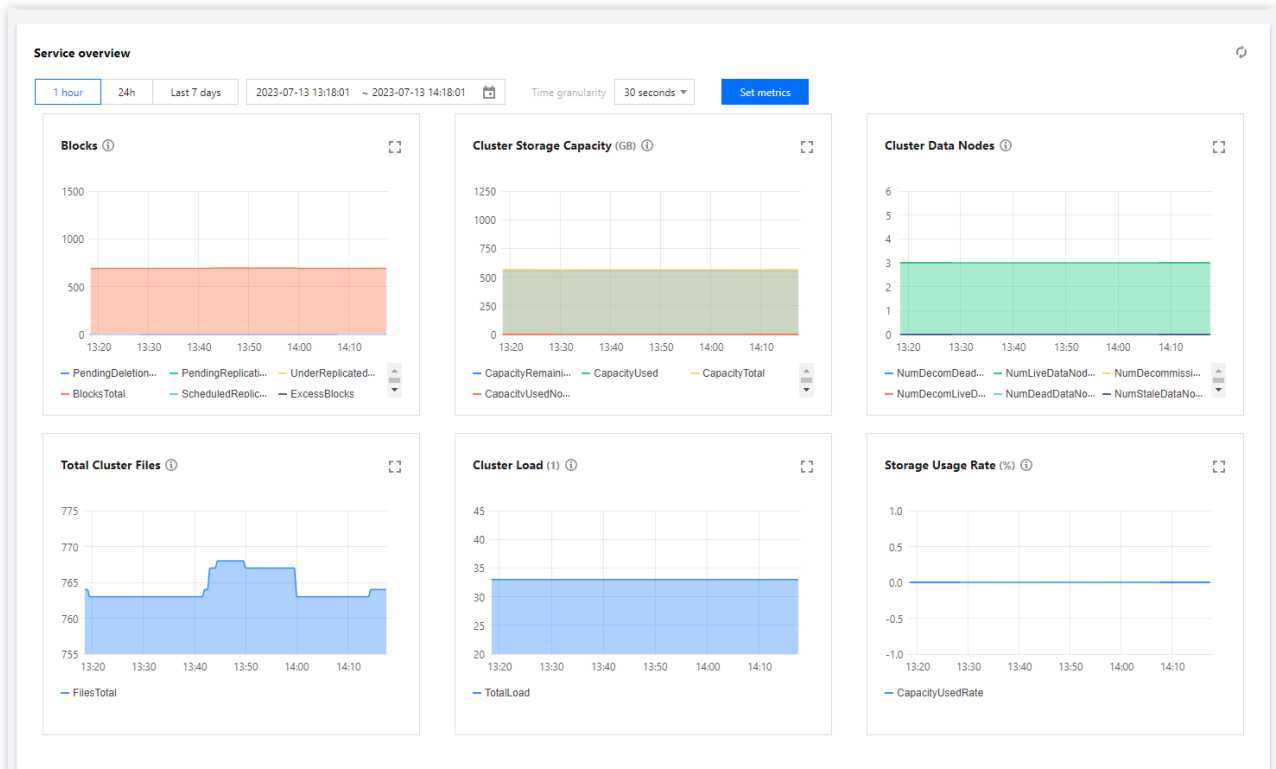 Service overview
1 hour 24h Last 7 days 2023-07-13 13:18:01 ~ 2023-07-13 14:18:01 Time granularity 30 seconds Set metrics
Blocks
1500
1000
500
0
13:20 13:30 13:40 13:50 14:00 14:10
PendingDeletion... PendingReplicati... UnderReplicated...
BlocksTotal ScheduledReplic... ExcessBlocks
Cluster Storage Capacity (GB)
1250
1000
750
500
250
0
13:20 13:30 13:40 13:50 14:00 14:10
CapacityRemaini... CapacityUsed CapacityTotal
CapacityUsedNo...
Cluster Data Nodes
6
5
4
3
2
1
0
13:20 13:30 13:40 13:50 14:00 14:10
NumDecomDead... NumLiveDataNod... NumDecommissi...
NumDecomLiveD... NumDeadDataNo... NumStaleDataNo...
Total Cluster Files
775
770
765
760
755
13:20 13:30 13:40 13:50 14:00 14:10
FilesTotal
Cluster Load (1)
45
40
35
30
25
20
13:20 13:30 13:40 13:50 14:00 14:10
TotalLoad
Storage Usage Rate (%)
1.0
0.5
0.0
-0.5
-1.0
13:20 13:30 13:40 13:50 14:00 14:10
CapacityUsedRate